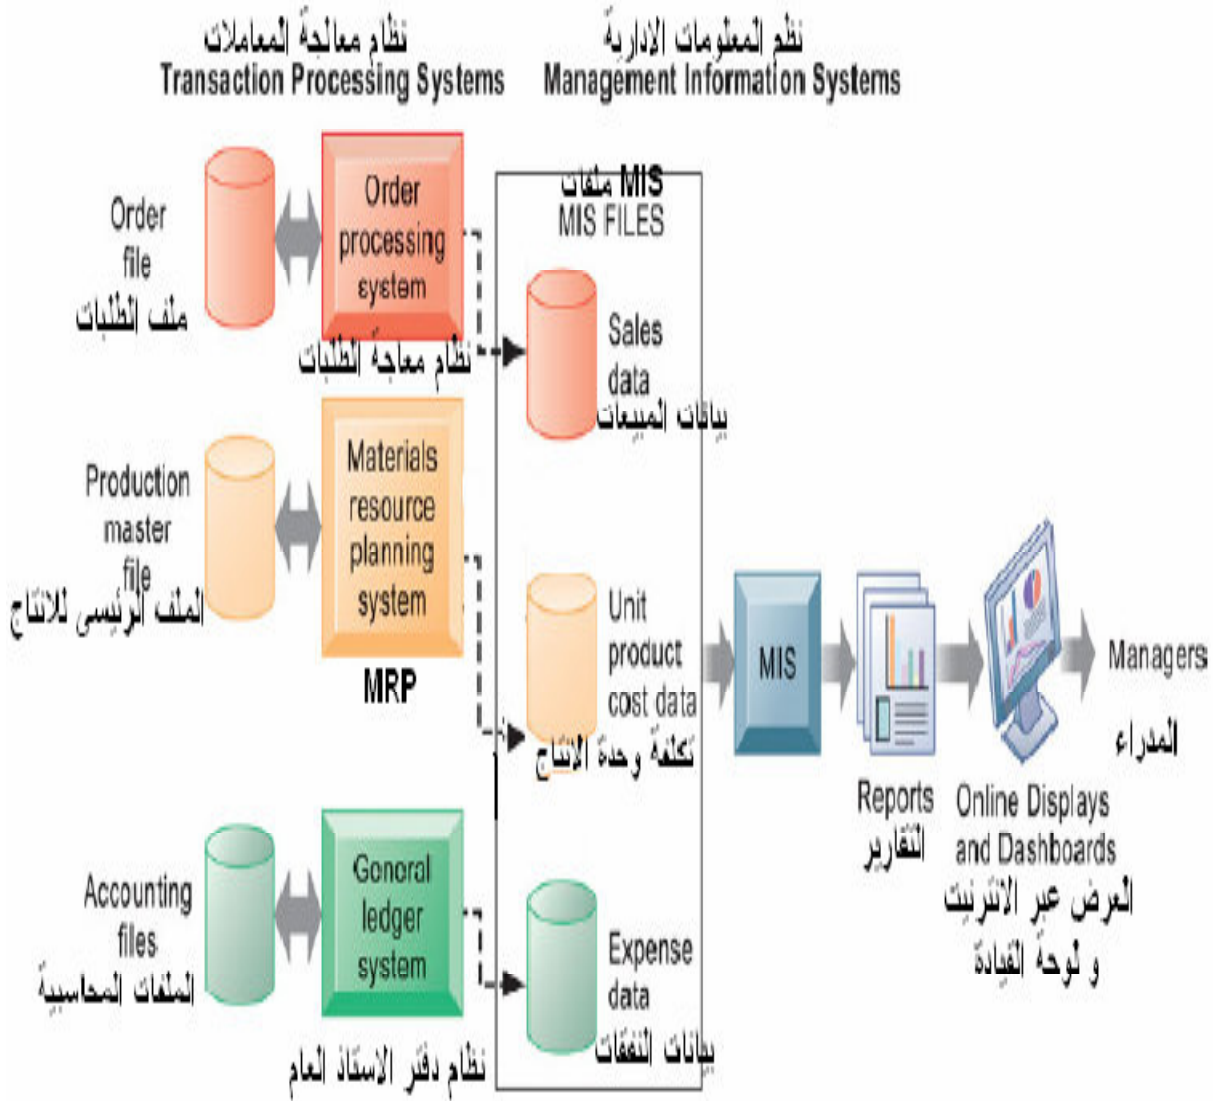 نظام معالجة المعاملات
Transaction Processing Systems
نظم المعلومات الادارية
Management Information Systems
Order
file
ملف الطلبات
Order
processing
system
نظام معاجة الطلبات
ملفات MIS
MIS FILES
Sales
data
بيانات المبيعات
Production
master
file
الملف الرئيسى للانتاج
Materials
resource
planning
system
MRP
Unit
product
cost data
تكلفة وحدة الانتاج
MIS
Reports
التقارير
Online Displays
and Dashboards
العرض عبر الانترنيت
و لوحة القيادة
Managers
المدراء
Accounting
files
الملفات المحاسبية
General
ledger
system
نظام دفتر الاستاذ العام
Expense
data
بيانات النفقات